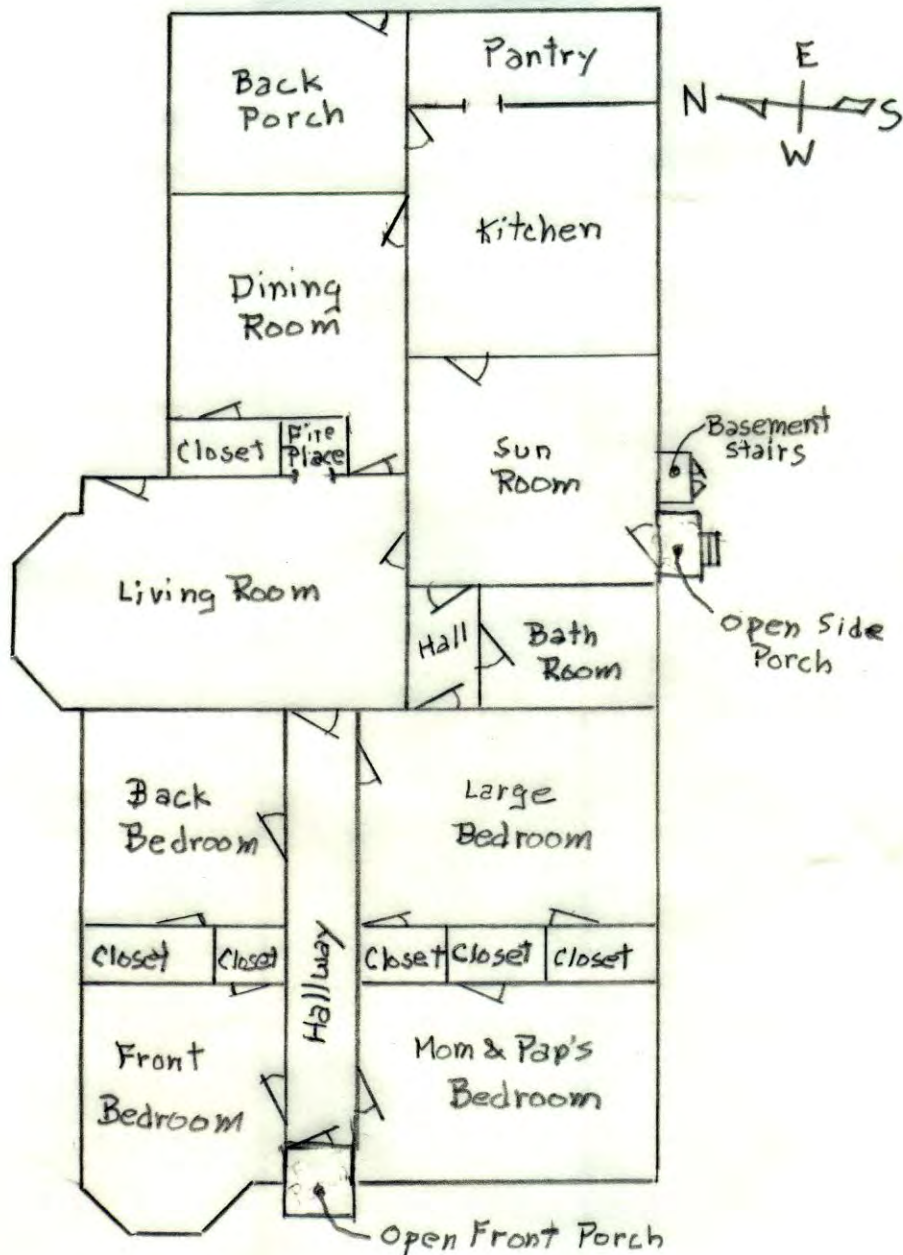 Back
Porch
Pantry
E
N
S
W
Kitchen
Dining
Room
Closet
Fire
Place
Sun
Room
Basement
stairs
Living Room
Hall
Bath
Room
Open Side
Porch
Back
Bedroom
Large
Bedroom
Closet
Closet
Closet
Closet
Closet
Hallway
Front
Bedroom
Mom & Pap's
Bedroom
Open Front Porch